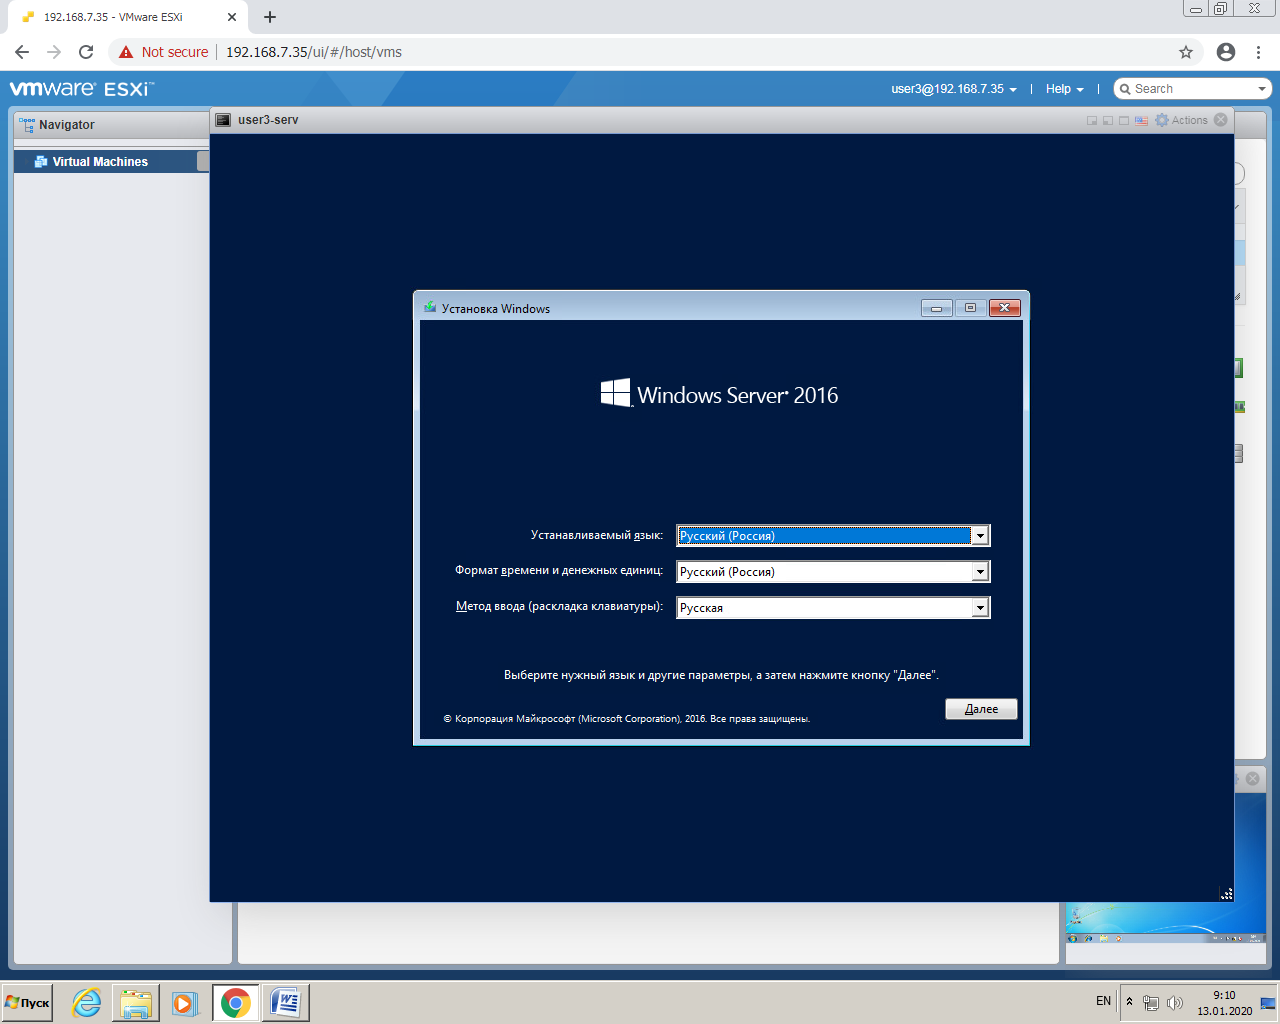 192.168.7.35 - VMware ESXi
Not secure
192.168.7.35/ui/#/host/vms
vmware ESXi™
user3@192.168.7.35
Help
Search
Navigator
Virtual Machines
user3-serv
Actions
Установка Windows
Windows Server® 2016
Устанавливаемый язык: Русский (Россия)
Формат времени и денежных единиц: Русский (Россия)
Метод ввода (раскладка клавиатуры): Русская
Выберите нужный язык и другие параметры, а затем нажмите кнопку "Далее".
Далее
© Корпорация Майкрософт (Microsoft Corporation), 2016. Все права защищены.
Пуск
EN
9:10
13.01.2020